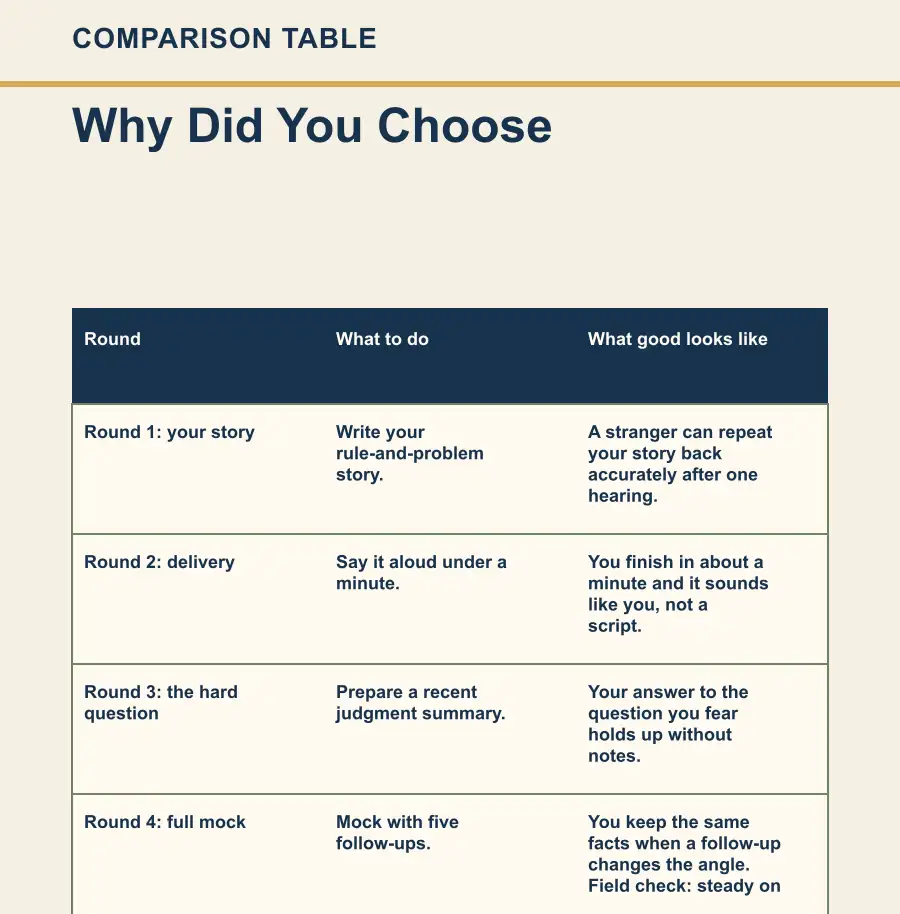 COMPARISON TABLE
Why Did You Choose
Round
What to do
What good looks like
Round 1: your story
Write your
rule-and-problem
story.
A stranger can repeat
your story back
accurately after one
hearing.
Round 2: delivery
Say it aloud under a
minute.
You finish in about a
minute and it sounds
like you, not a
script.
Round 3: the hard
question
Prepare a recent
judgment summary.
Your answer to the
question you fear
holds up without
notes.
Round 4: full mock
Mock with five
follow-ups.
You keep the same
facts when a follow-up
changes the angle.
Field check: steady on